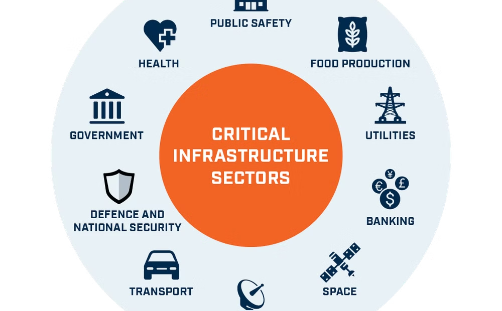 PUBLIC SAFETY
HEALTH
FOOD PRODUCTION
GOVERNMENT
UTILITIES
CRITICAL
INFRASTRUCTURE
SECTORS
DEFENCE AND
NATIONAL SECURITY
BANKING
TRANSPORT
SPACE